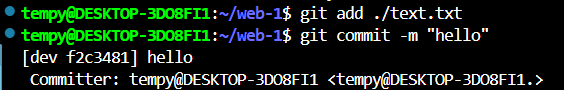 tempy@DESKTOP-3DO8FI1:~/web-1$ git add ./text.txt
tempy@DESKTOP-3DO8FI1:~/web-1$ git commit -m "hello"
[dev f2c3481] hello
 Committer: tempy@DESKTOP-3DO8FI1 <tempy@DESKTOP-3DO8FI1.>